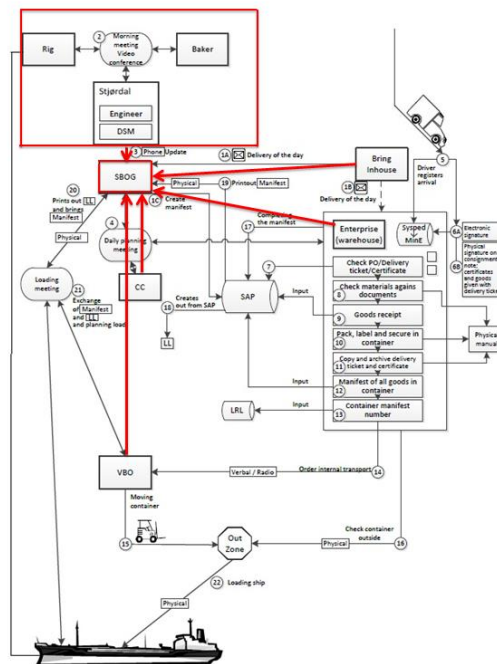 Rig
2
Morning
meeting
Video
conference
Baker
Stjørdal
Engineer
DSM
3 Phone Update
SBOG
1A Delivery of the day
Bring
Inhouse
5
Driver
registers
arrival
20
Prints out LL
and brings
Manifest
Physical
Physical
19 Printout Manifest
1C Create
manifest
1B
Delivery of the day
17
Completing
the manifest
Enterprise
(warehouse)
Sysped
MinE
6A
Electronic
signature
6B
Physical
signature on
consignment
note;
certificates
and goods
given with
delivery ticket
4
Daily planning
meeting
CC
Loading
meeting
21
Exchange
of Manifest
and LL
and planning load
18
Creates
out from SAP
LL
SAP
7
Check PO/Delivery
ticket/Certificate
8
Check materials agains
documents
Input
9
Goods receipt
10
Pack, label and secure in
container
Physical
manual
11
Copy and archive delivery
ticket and certificate
Input
12
Manifest of all goods in
container
LRL
Input
13
Container manifest
number
VBO
Verbal / Radio
Order internal transport
14
Moving
container
15
Out
Zone
Check container
outside
Physical
16
22 Loading ship
Physical